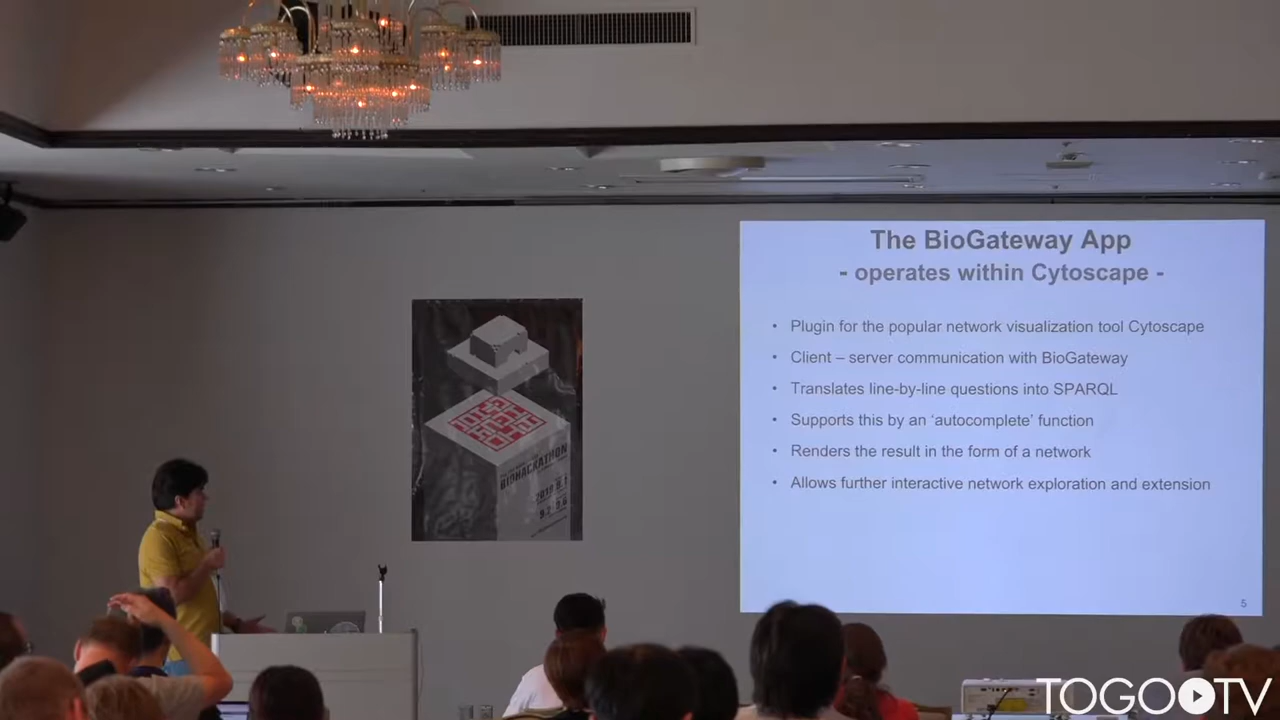 The BioGateway App
- operates within Cytoscape -
• Plugin for the popular network visualization tool Cytoscape
• Client – server communication with BioGateway
• Translates line-by-line questions into SPARQL
• Supports this by an ‘autocomplete’ function
• Renders the result in the form of a network
• Allows further interactive network exploration and extension
5
BIOHACKATHON
TOGOTV